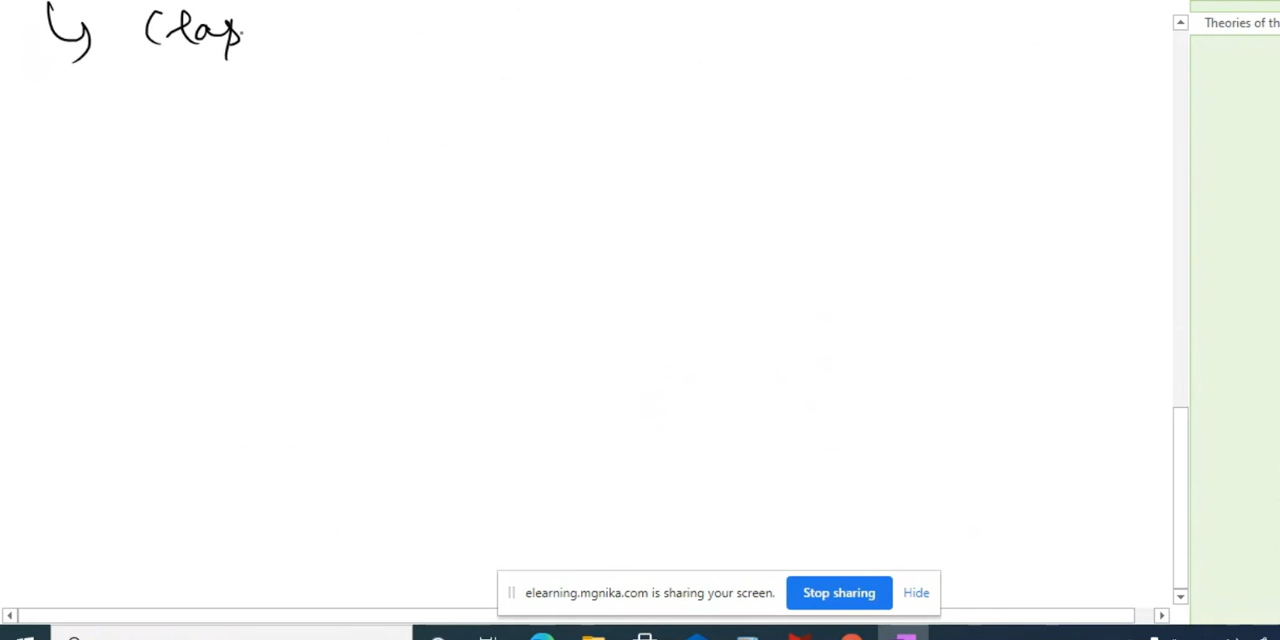 ↳ Clap
Theories of th
elearning.mgnika.com is sharing your screen.
Stop sharing
Hide